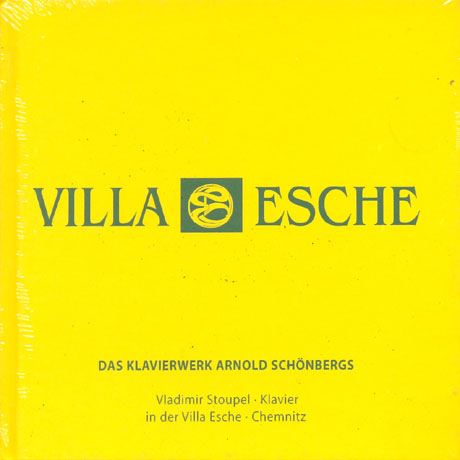 VILLA ESCHE
DAS KLAVIERWERK ARNOLD SCHÖNBERGS
Vladimir Stoupel · Klavier
in der Villa Esche · Chemnitz